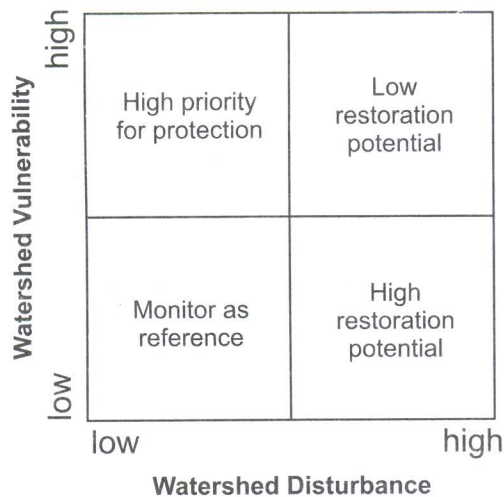 high
Watershed Vulnerability
low
High priority
for protection
Low
restoration
potential
Monitor as
reference
High
restoration
potential
low
high
Watershed Disturbance